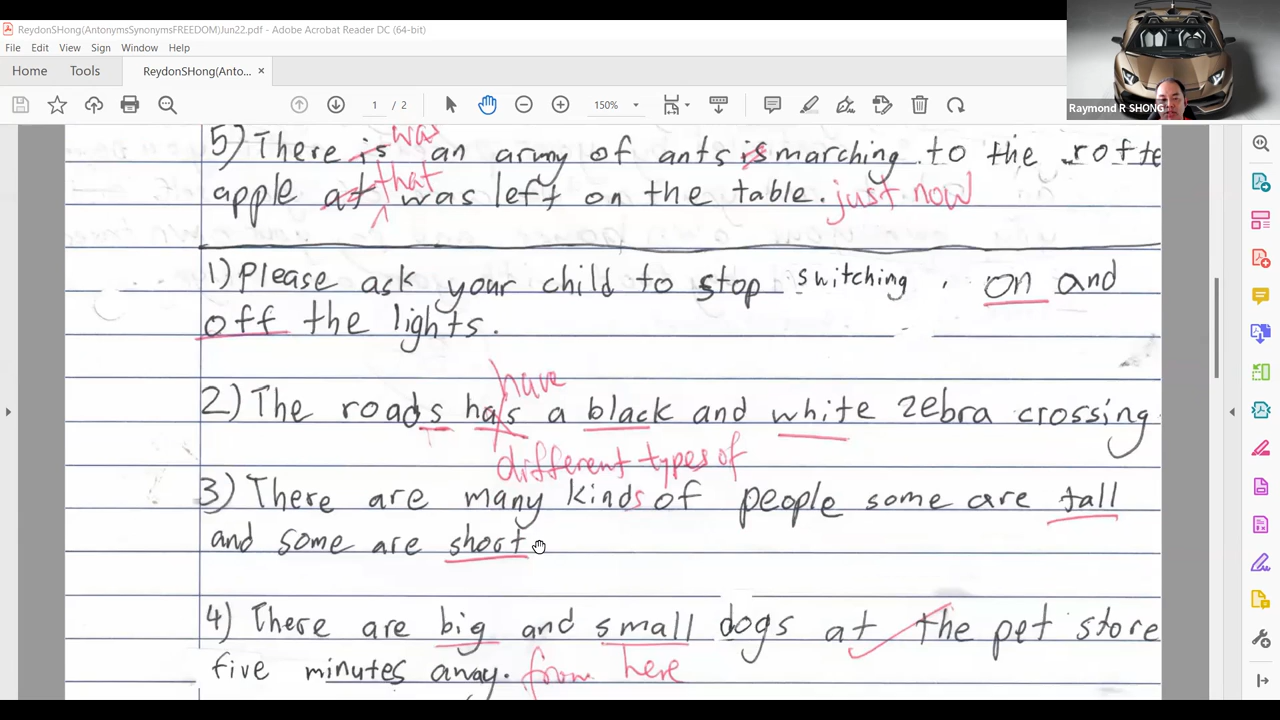 ReydonSHong(AntonymsSynonymsFREEDOM)Jun22.pdf - Adobe Acrobat Reader DC (64-bit)
File Edit View Sign Window Help
Home Tools ReydonSHong(Anto... ×
1 / 2 150%
Raymond R SHONG
was
5) There is an army of ants is marching to the rotte
that
apple at was left on the table. just now
1) Please ask your child to stop switching on and
off the lights.
have
2) The roads has a black and white zebra crossing
different types of
3) There are many kinds of people some are tall
and some are short
4) There are big and small dogs at the pet store
five minutes away. from here